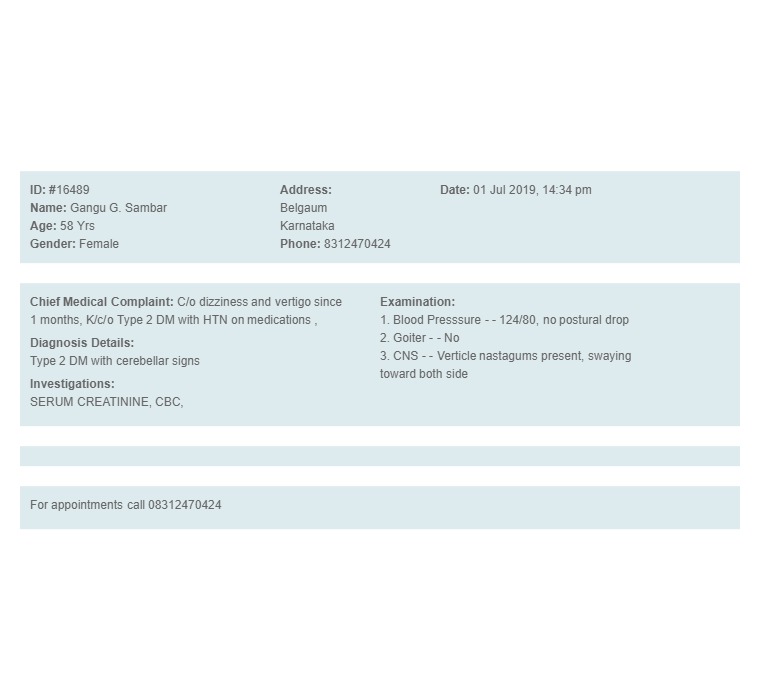 ID: #16489
Name: Gangu G. Sambar
Age: 58 Yrs
Gender: Female
Address:
Belgaum
Karnataka
Phone: 8312470424
Date: 01 Jul 2019, 14:34 pm
Chief Medical Complaint: C/o dizziness and vertigo since
1 months, K/c/o Type 2 DM with HTN on medications ,
Diagnosis Details:
Type 2 DM with cerebellar signs
Investigations:
SERUM CREATININE, CBC,
Examination:
1. Blood Presssure - - 124/80, no postural drop
2. Goiter - - No
3. CNS - - Verticle nastagums present, swaying
toward both side
For appointments call 08312470424